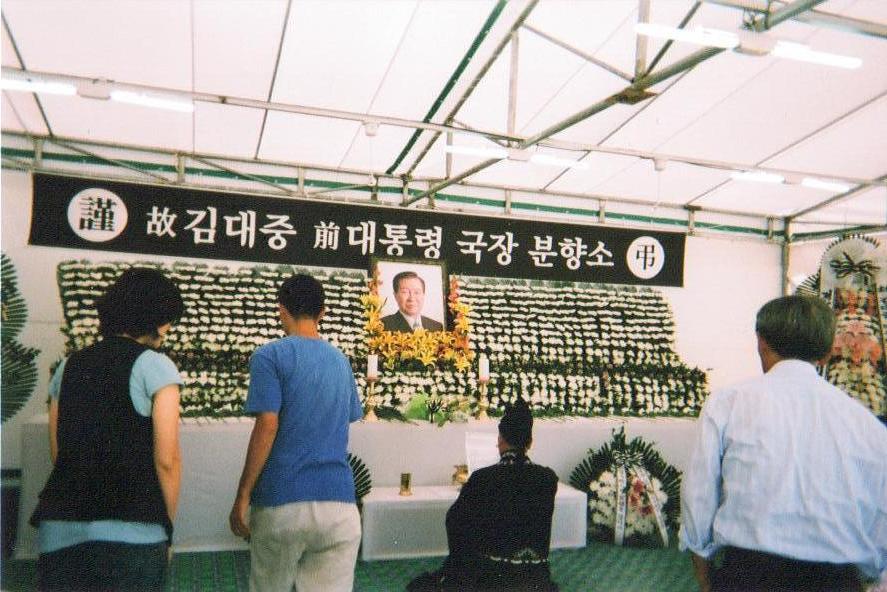 謹 故김대중 前대통령 국장 분향소 弔